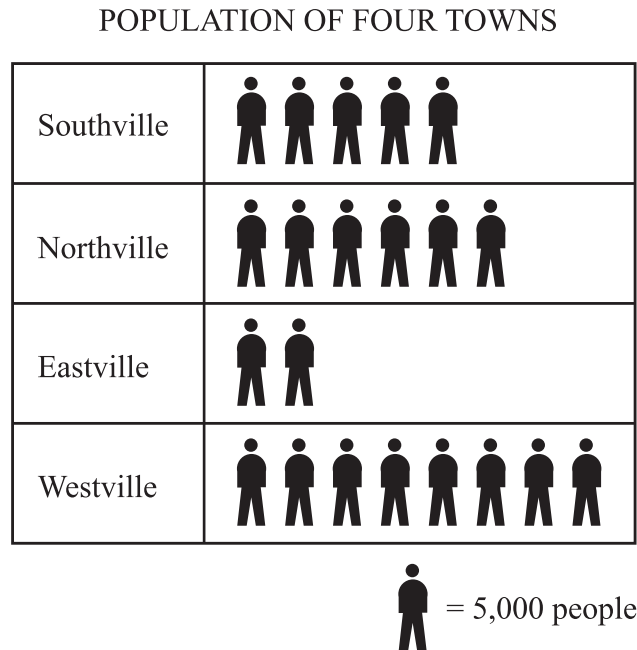 POPULATION OF FOUR TOWNS
Southville
Northville
Eastville
Westville
= 5,000 people